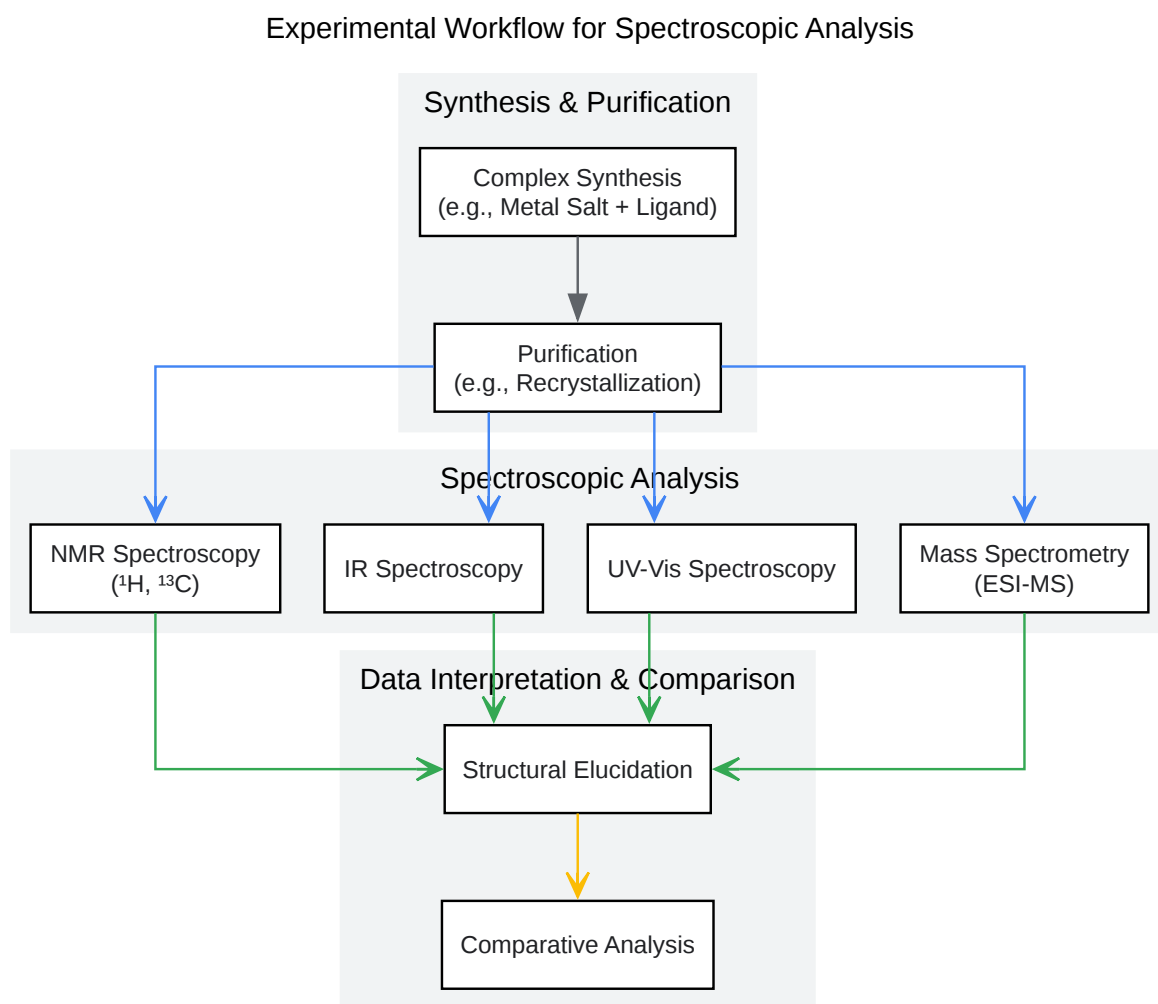 Experimental Workflow for Spectroscopic Analysis
Synthesis & Purification
Complex Synthesis
(e.g., Metal Salt + Ligand)
Purification
(e.g., Recrystallization)
Spectroscopic Analysis
NMR Spectroscopy
(¹H, ¹³C)
IR Spectroscopy
UV-Vis Spectroscopy
Mass Spectrometry
(ESI-MS)
Data Interpretation & Comparison
Structural Elucidation
Comparative Analysis